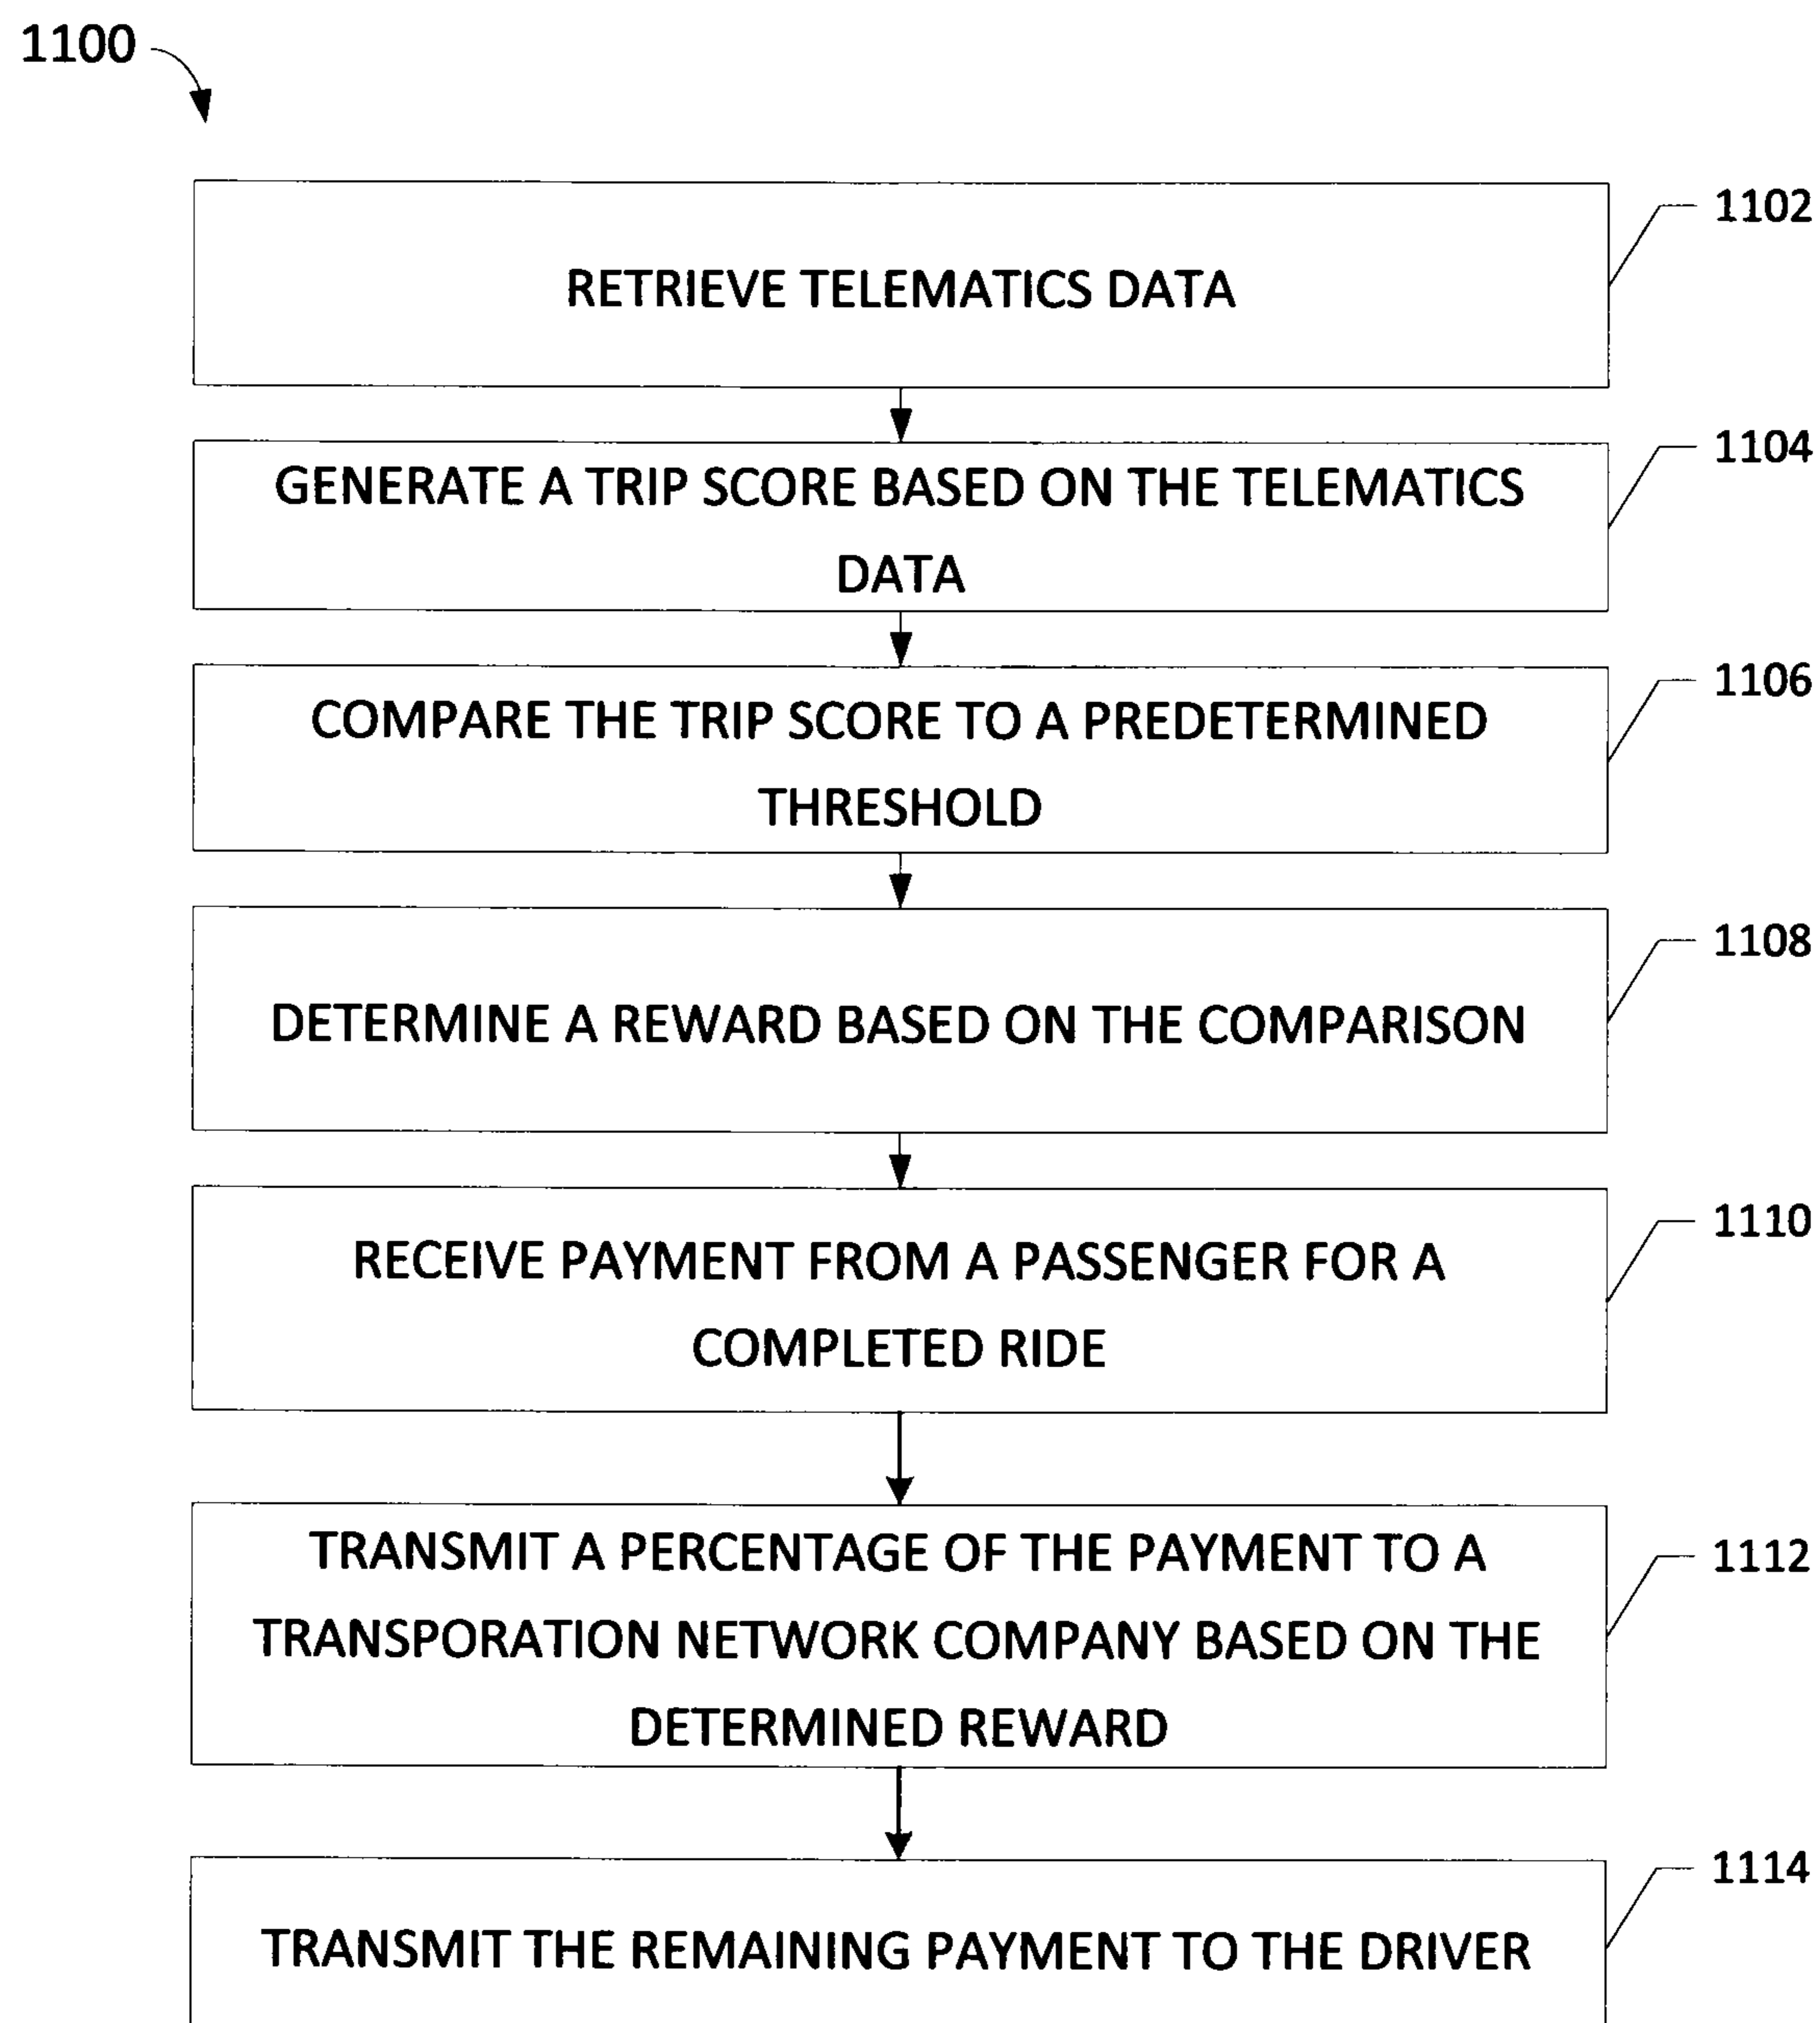 1100
1102
RETRIEVE TELEMATICS DATA
1104
GENERATE A TRIP SCORE BASED ON THE TELEMATICS
DATA
1106
COMPARE THE TRIP SCORE TO A PREDETERMINED
THRESHOLD
1108
DETERMINE A REWARD BASED ON THE COMPARISON
1110
RECEIVE PAYMENT FROM A PASSENGER FOR A
COMPLETED RIDE
1112
TRANSMIT A PERCENTAGE OF THE PAYMENT TO A
TRANSPORATION NETWORK COMPANY BASED ON THE
DETERMINED REWARD
1114
TRANSMIT THE REMAINING PAYMENT TO THE DRIVER